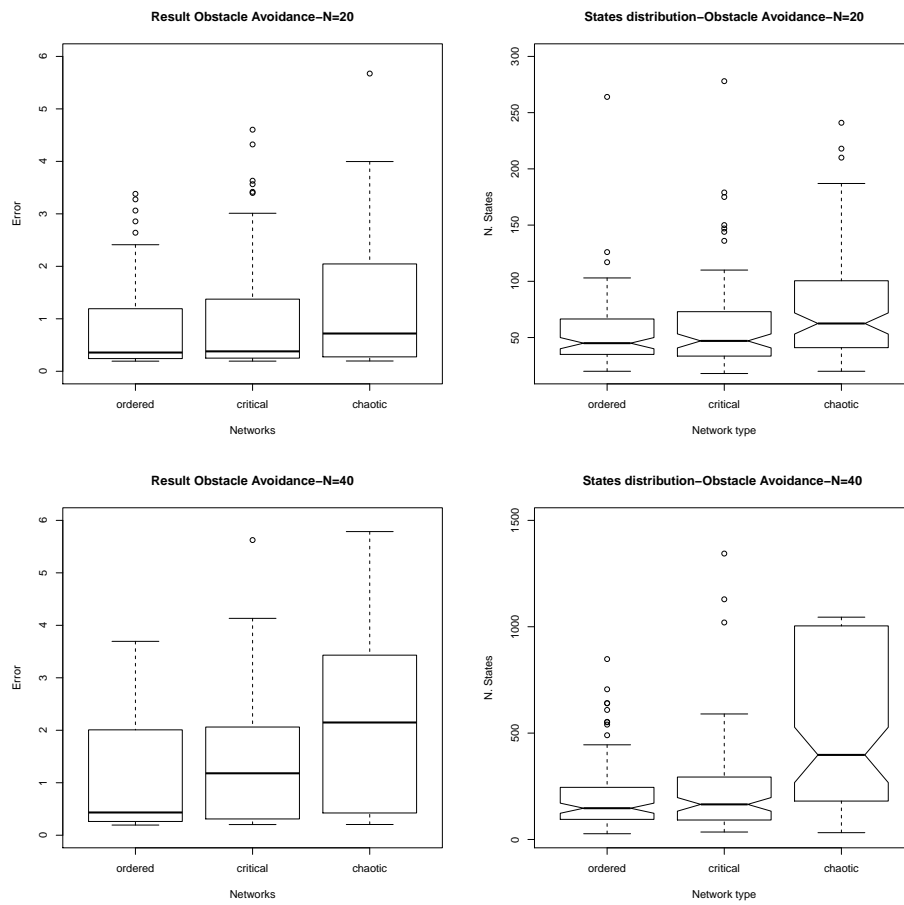 Result Obstacle Avoidance−N=20
Error
0
1
2
3
4
5
6
ordered
critical
chaotic
Networks
States distribution−Obstacle Avoidance−N=20
N. States
50
100
150
200
250
300
ordered
critical
chaotic
Network type
Result Obstacle Avoidance−N=40
Error
0
1
2
3
4
5
6
ordered
critical
chaotic
Networks
States distribution−Obstacle Avoidance−N=40
N. States
0
500
1000
1500
ordered
critical
chaotic
Network type